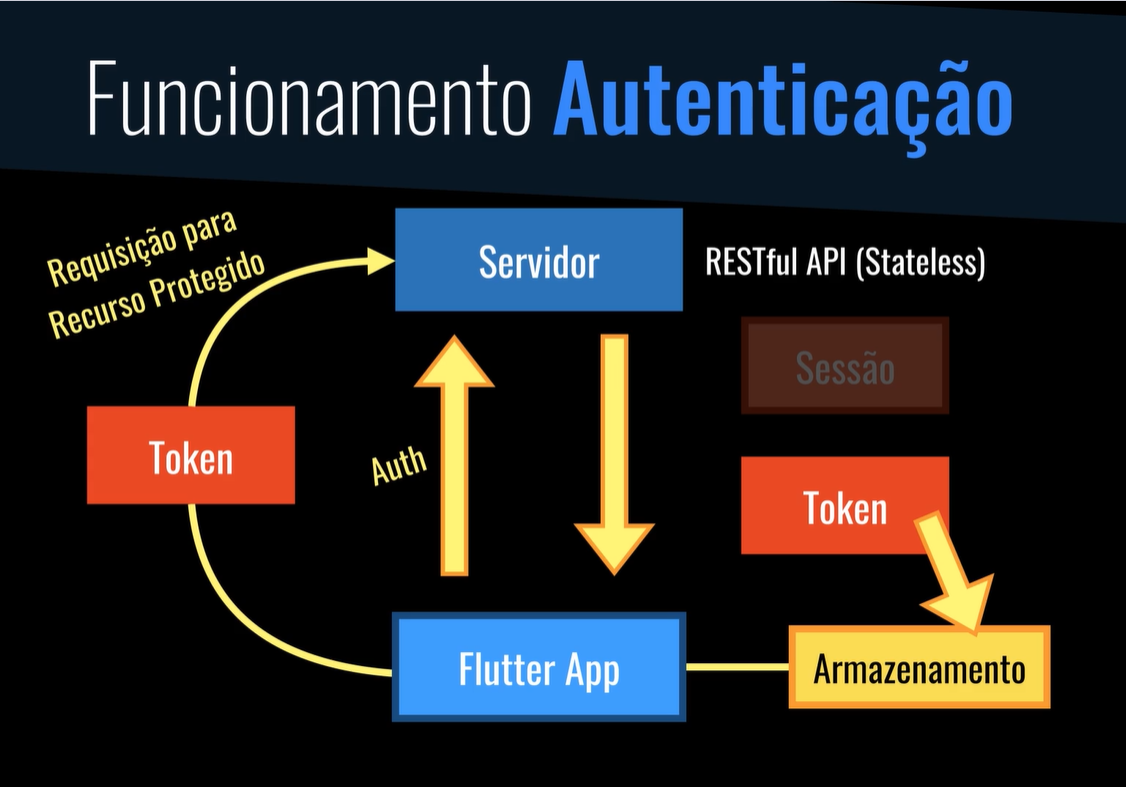 Funcionamento Autenticação
Requisição para
Recurso Protegido
Servidor
RESTful API (Stateless)
Sessão
Token
Auth
Token
Flutter App
Armazenamento